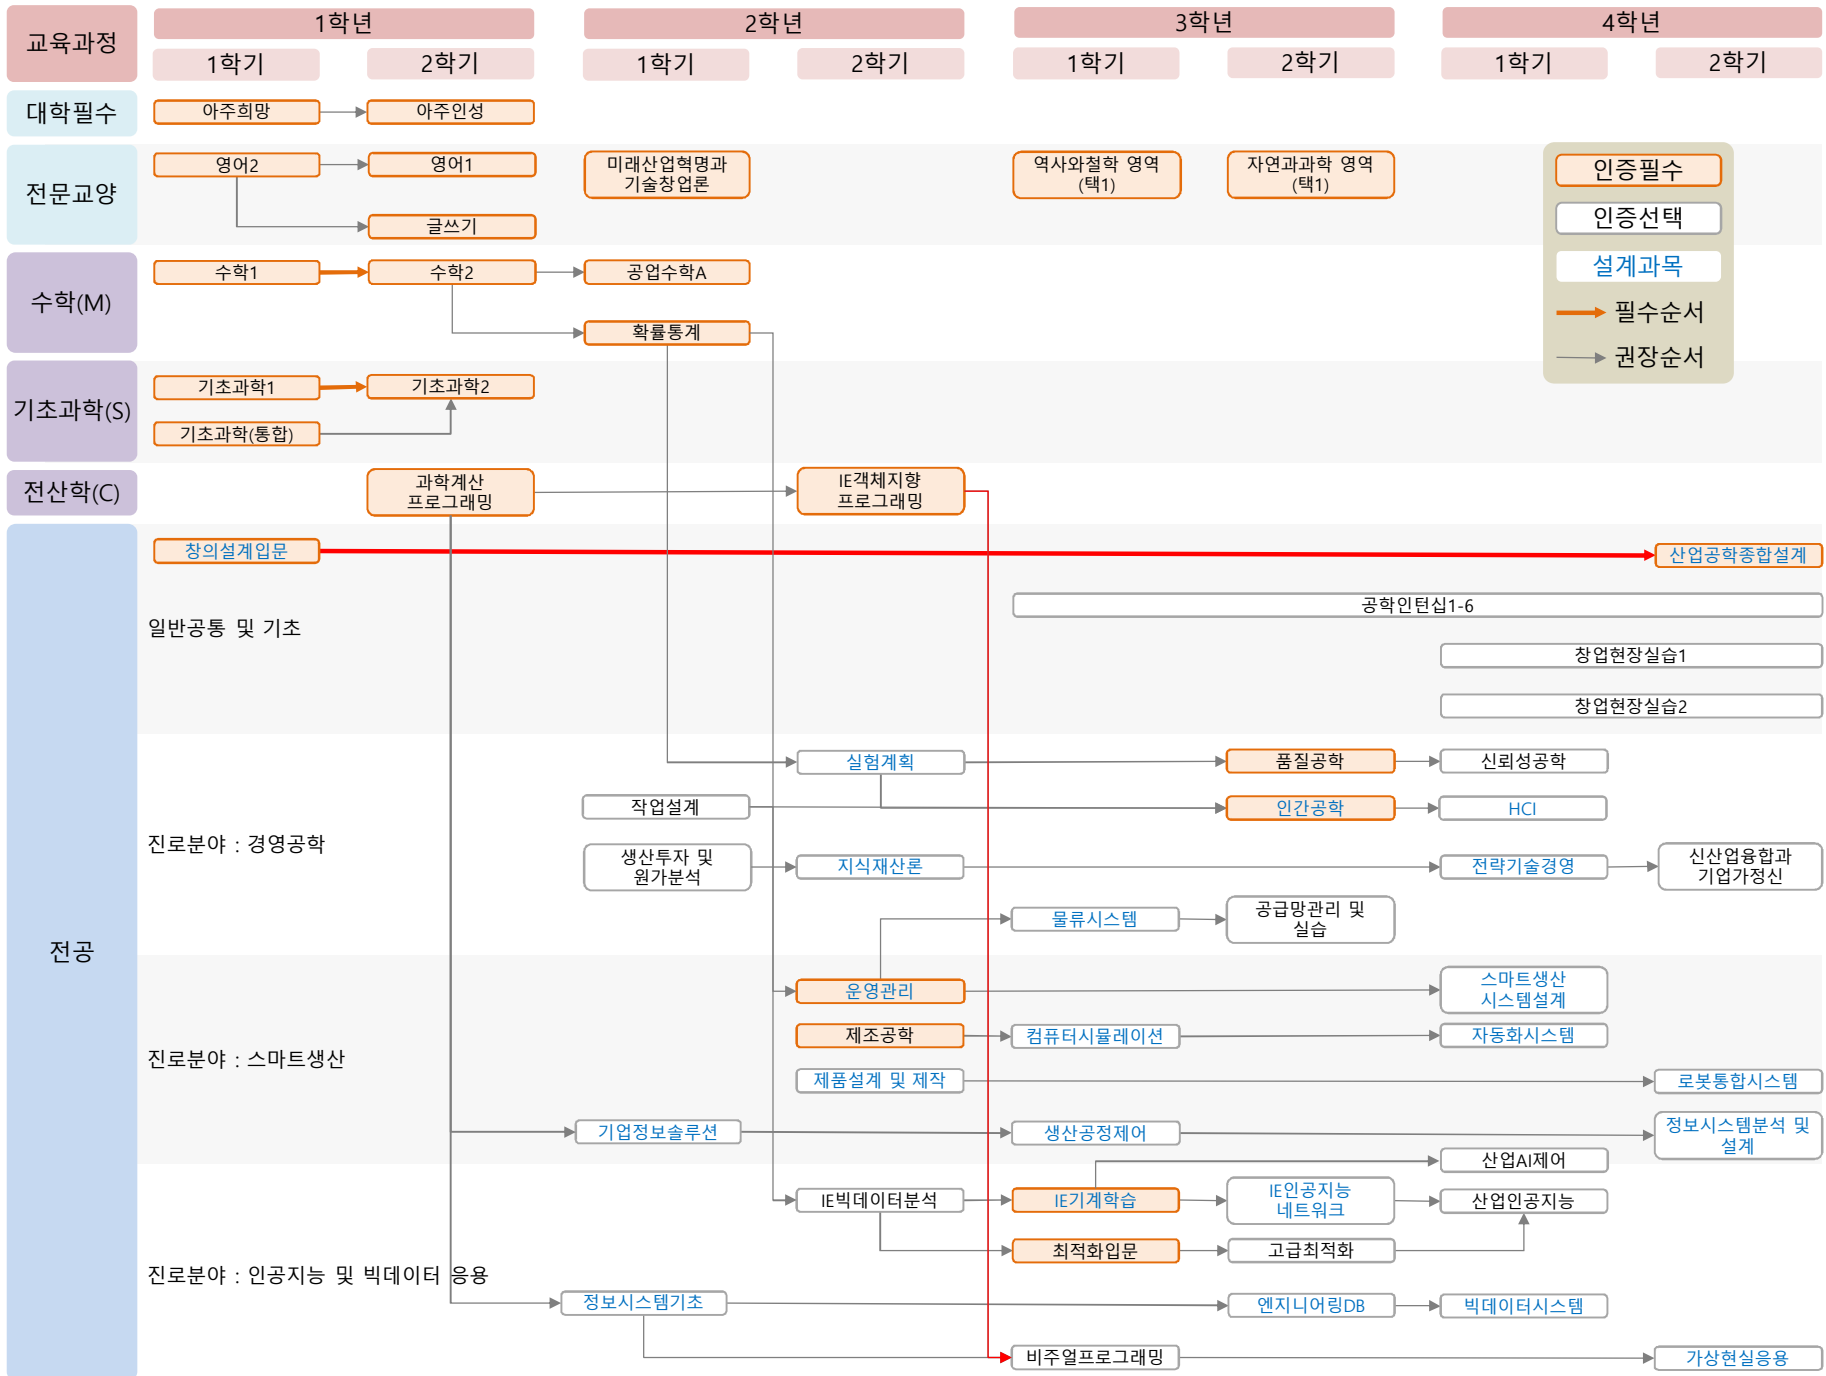 교육과정
1학년
2학년
3학년
4학년
1학기
2학기
1학기
2학기
1학기
2학기
1학기
2학기
대학필수
아주희망
아주인성
전문교양
영어2
영어1
미래산업혁명과
기술창업론
역사와철학 영역
(택1)
자연과과학 영역
(택1)
글쓰기
인증필수
인증선택
설계과목
필수순서
권장순서
수학(M)
수학1
수학2
공업수학A
확률통계
기초과학(S)
기초과학1
기초과학2
기초과학(통합)
전산학(C)
과학계산
프로그래밍
IE객체지향
프로그래밍
전공
창의설계입문
산업공학종합설계
일반공통 및 기초
공학인턴십1-6
창업현장실습1
창업현장실습2
진로분야 : 경영공학
실험계획
품질공학
신뢰성공학
작업설계
인간공학
HCI
생산투자 및
원가분석
지식재산론
전략기술경영
신산업융합과
기업가정신
물류시스템
공급망관리 및
실습
진로분야 : 스마트생산
운영관리
스마트생산
시스템설계
제조공학
컴퓨터시뮬레이션
자동화시스템
제품설계 및 제작
로봇통합시스템
기업정보솔루션
생산공정제어
정보시스템분석 및
설계
진로분야 : 인공지능 및 빅데이터 응용
산업AI제어
IE빅데이터분석
IE기계학습
IE인공지능
네트워크
산업인공지능
최적화입문
고급최적화
정보시스템기초
엔지니어링DB
빅데이터시스템
비주얼프로그래밍
가상현실응용